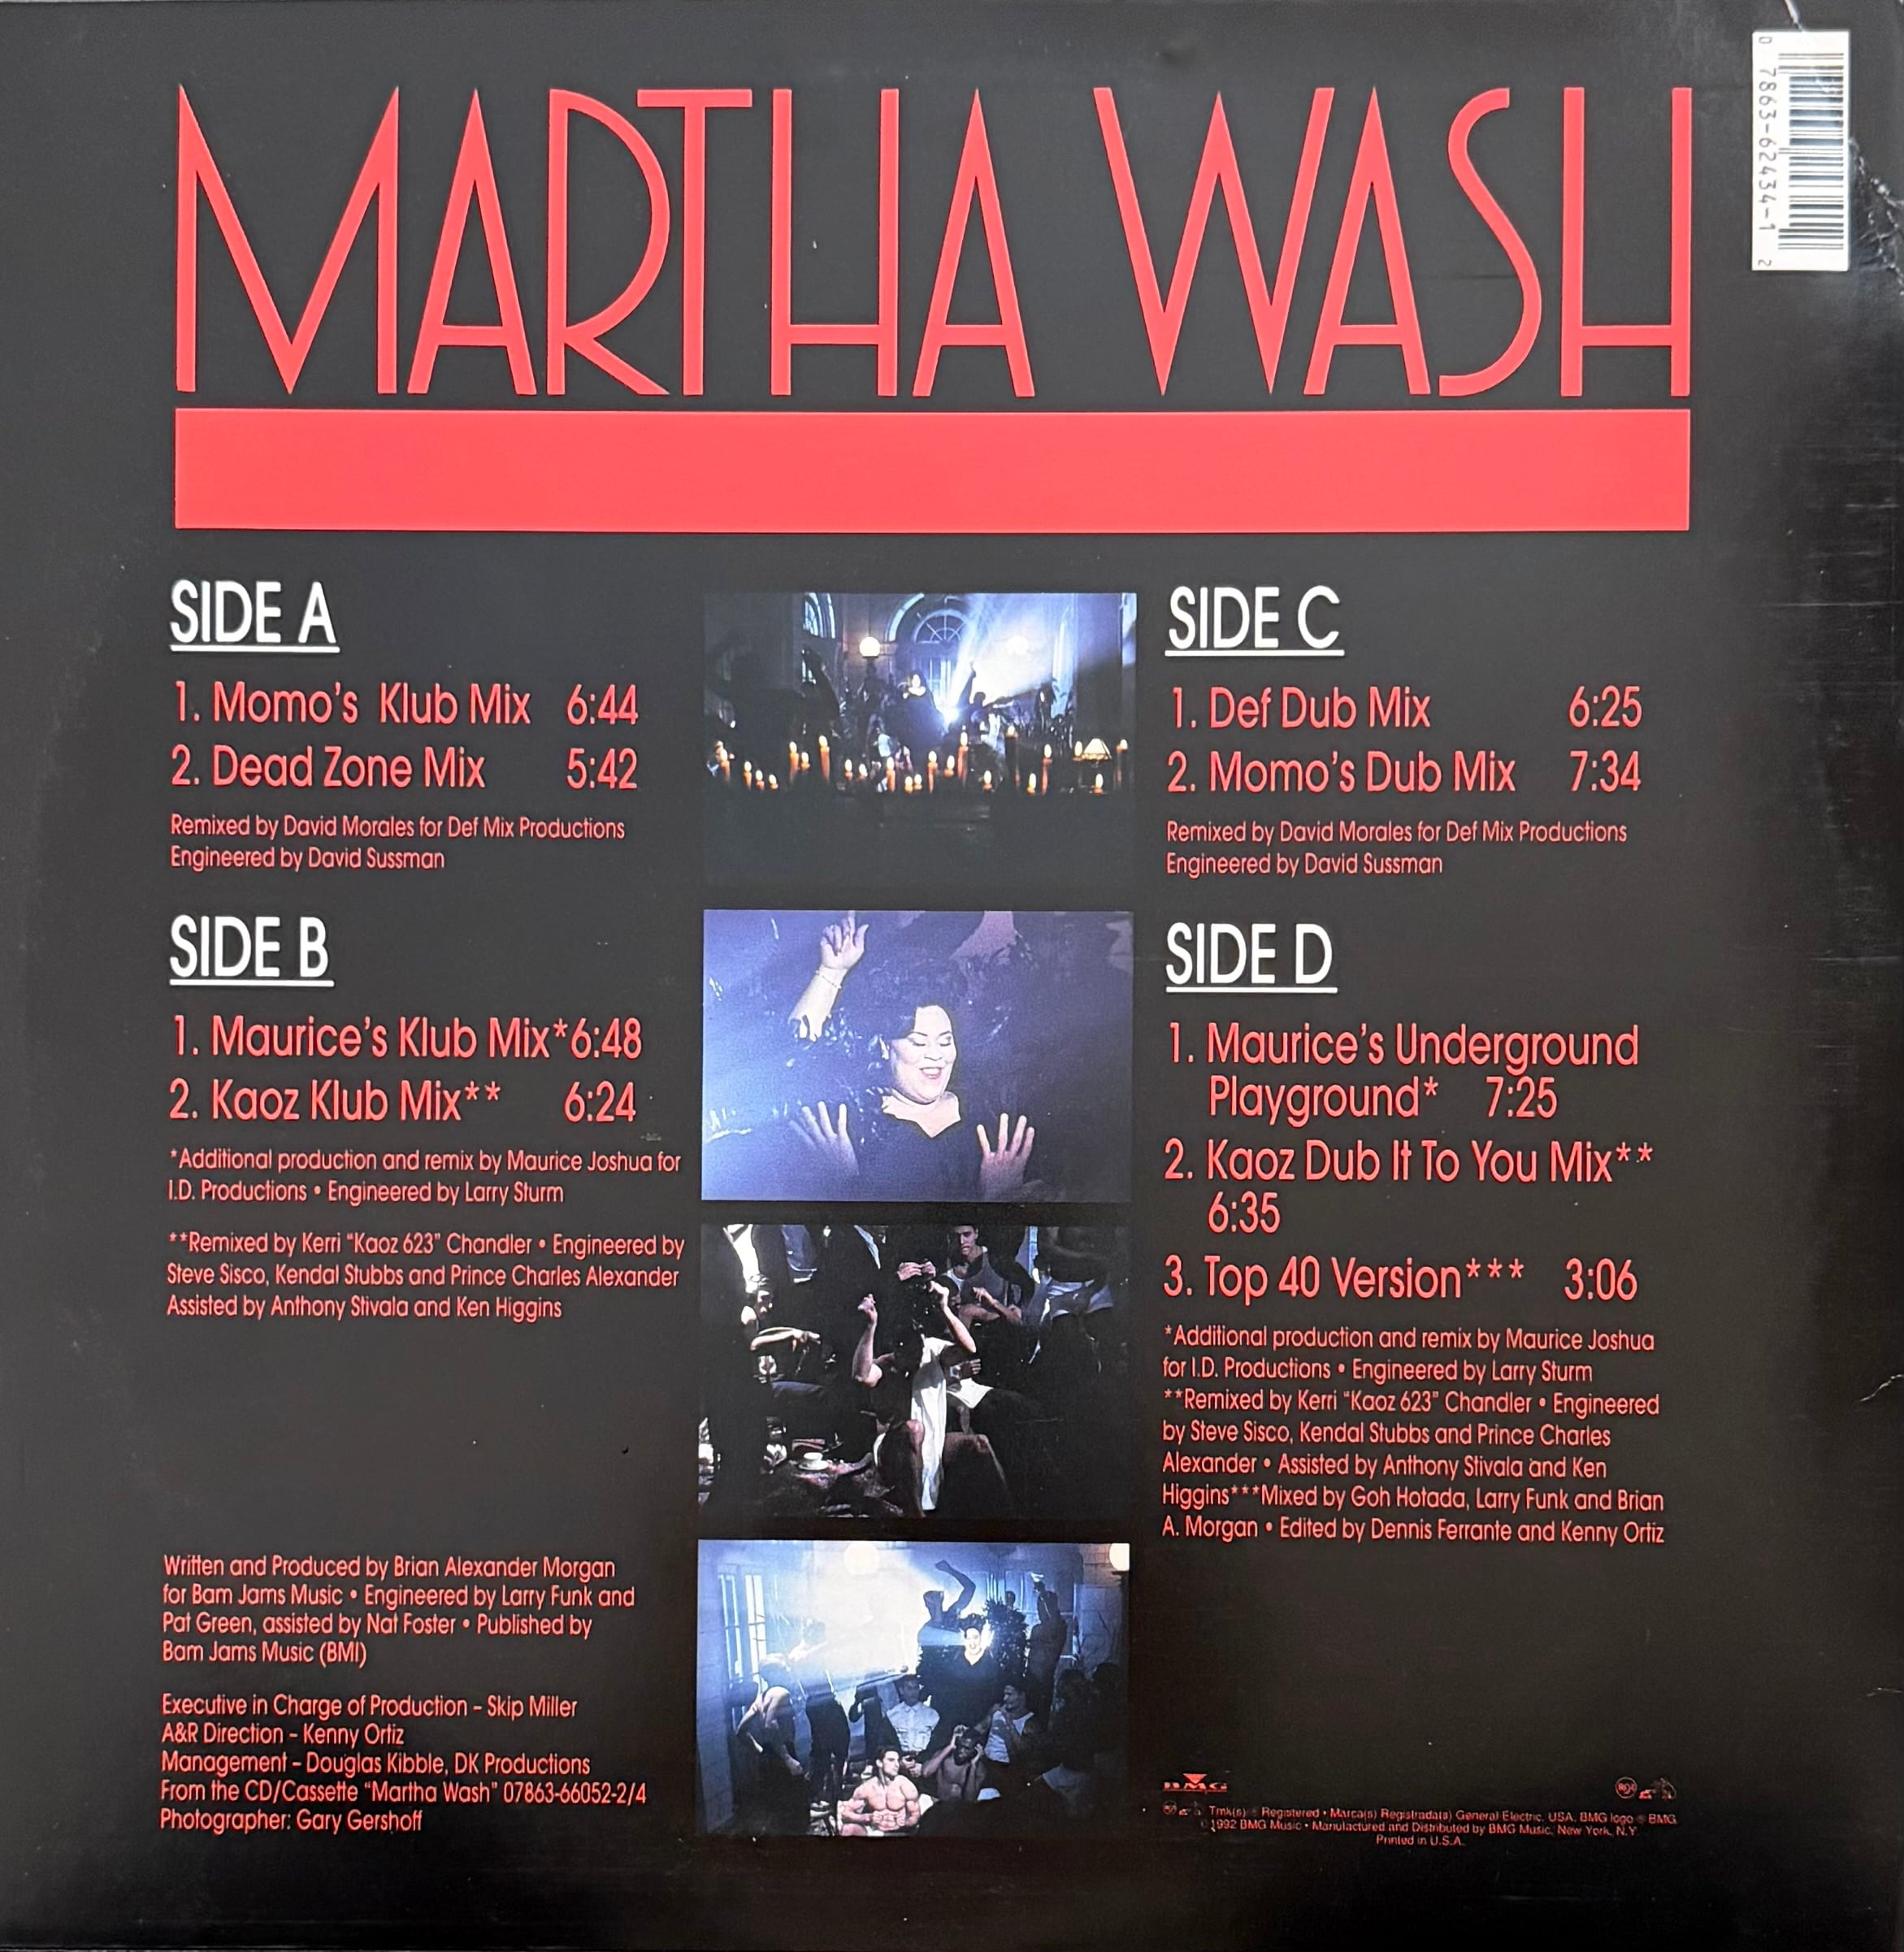 MARTHA WASH
0 7863-62434-1 2
SIDE A
1. Momo's Klub Mix 6:44
2. Dead Zone Mix 5:42
Remixed by David Morales for Def Mix Productions
Engineered by David Sussman
SIDE B
1. Maurice's Klub Mix*6:48
2. Kaoz Klub Mix** 6:24
*Additional production and remix by Maurice Joshua for
I.D. Productions • Engineered by Larry Sturm
**Remixed by Kerri "Kaoz 623" Chandler • Engineered by
Steve Sisco, Kendal Stubbs and Prince Charles Alexander
Assisted by Anthony Stivala and Ken Higgins
Written and Produced by Brian Alexander Morgan
for Bam Jams Music • Engineered by Larry Funk and
Pat Green, assisted by Nat Foster • Published by
Bam Jams Music (BMI)
Executive in Charge of Production – Skip Miller
A&R Direction – Kenny Ortiz
Management – Douglas Kibble, DK Productions
From the CD/Cassette "Martha Wash" 07863-66052-2/4
Photographer: Gary Gershoff
SIDE C
1. Def Dub Mix 6:25
2. Momo's Dub Mix 7:34
Remixed by David Morales for Def Mix Productions
Engineered by David Sussman
SIDE D
1. Maurice's Underground
Playground* 7:25
2. Kaoz Dub It To You Mix**
6:35
3. Top 40 Version*** 3:06
*Additional production and remix by Maurice Joshua
for I.D. Productions • Engineered by Larry Sturm
**Remixed by Kerri "Kaoz 623" Chandler • Engineered
by Steve Sisco, Kendal Stubbs and Prince Charles
Alexander • Assisted by Anthony Stivala and Ken
Higgins***Mixed by Goh Hotada, Larry Funk and Brian
A. Morgan • Edited by Dennis Ferrante and Kenny Ortiz
BMG
RCA
Tmk(s) ® Registered • Marca(s) Registrada(s) General Electric, USA. BMG logo ® BMG
©1992 BMG Music • Manufactured and Distributed by BMG Music, New York, N.Y.
Printed in U.S.A.